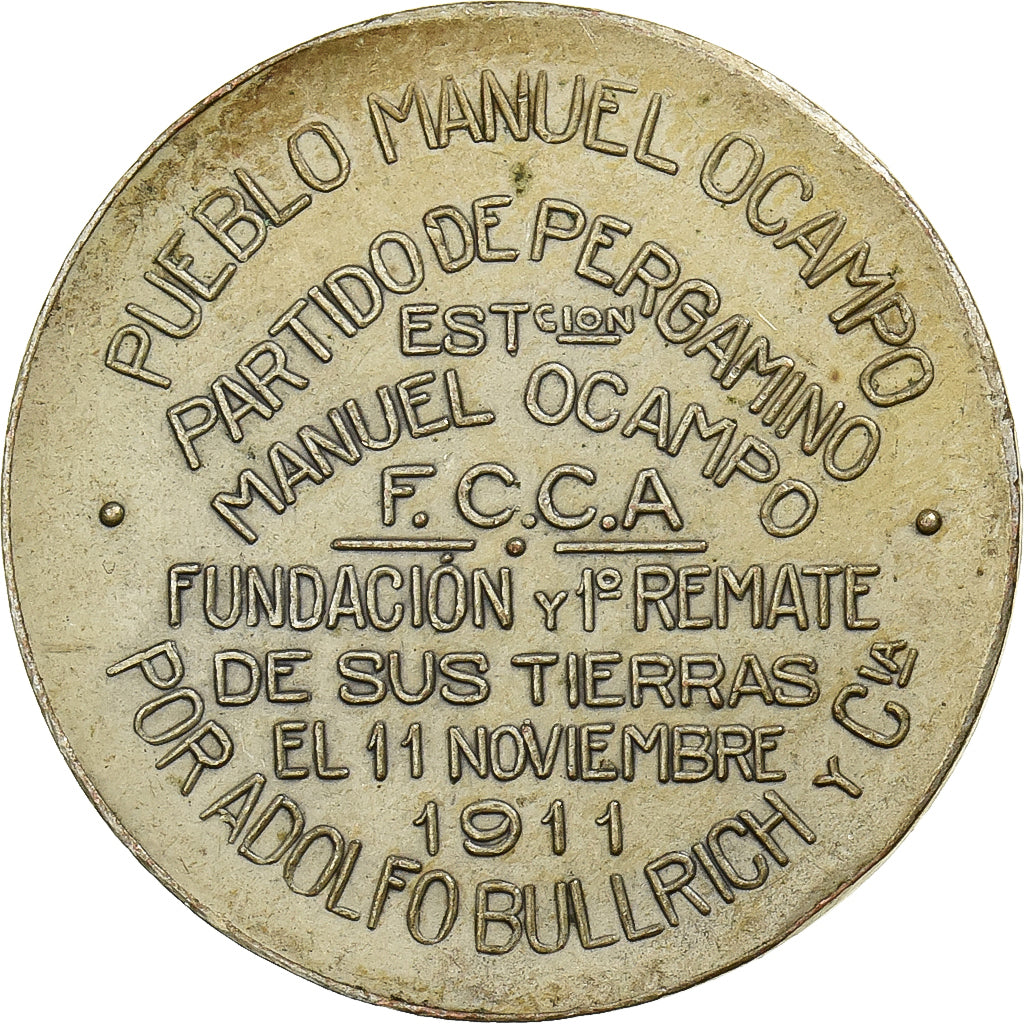 PUEBLO MANUEL OCAMPO
PARTIDO DE PERGAMINO
ESTCION
MANUEL OCAMPO
F.C.C.A
FUNDACIÓN Y 1º REMATE
DE SUS TIERRAS
EL 11 NOVIEMBRE
1911
POR ADOLFO BULLRICH Y CIA